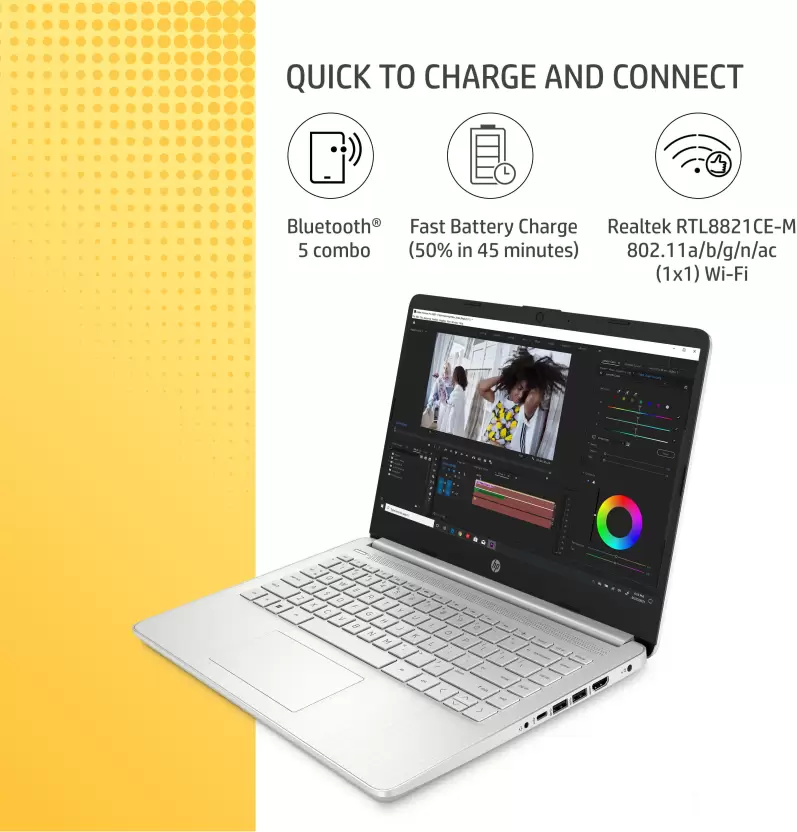 QUICK TO CHARGE AND CONNECT
Bluetooth®
5 combo
Fast Battery Charge
(50% in 45 minutes)
Realtek RTL8821CE-M
802.11a/b/g/n/ac
(1x1) Wi-Fi
hp